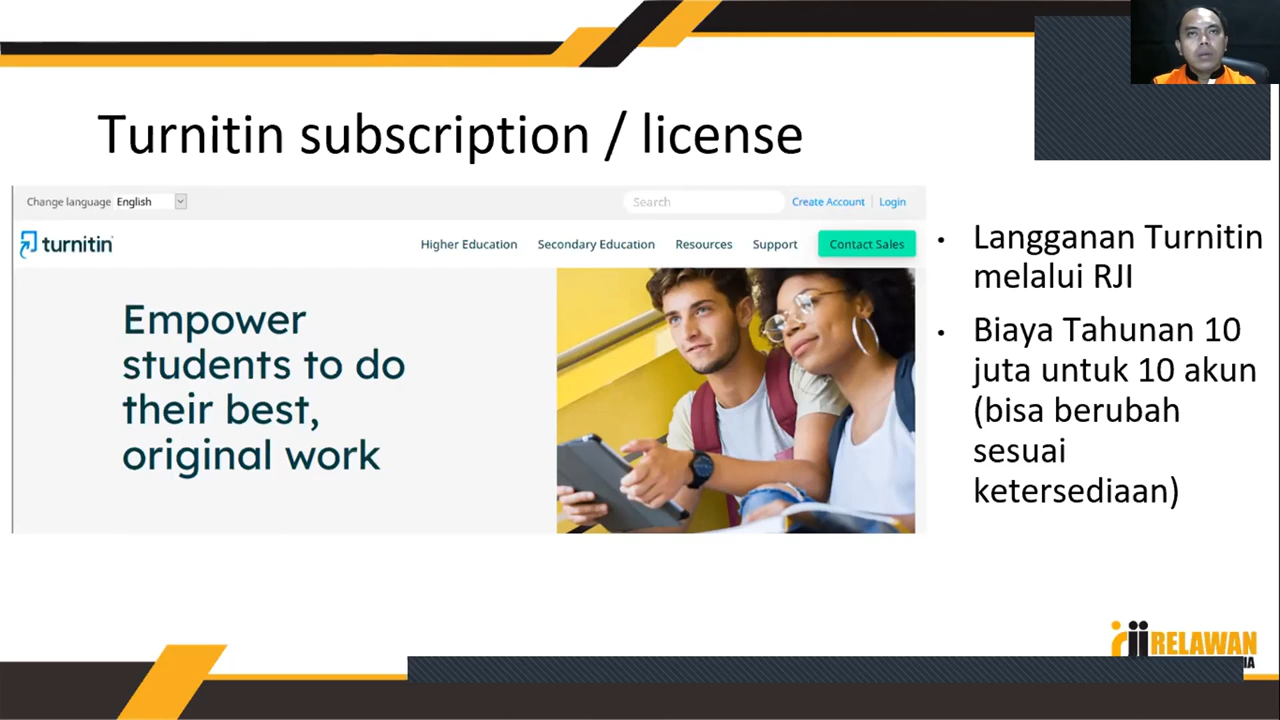 Turnitin subscription / license
Change language English
Search
Create Account Login
turnitin
Higher Education Secondary Education Resources Support Contact Sales
Empower
students to do
their best,
original work
• Langganan Turnitin
melalui RJI
• Biaya Tahunan 10
juta untuk 10 akun
(bisa berubah
sesuai
ketersediaan)
RELAWAN